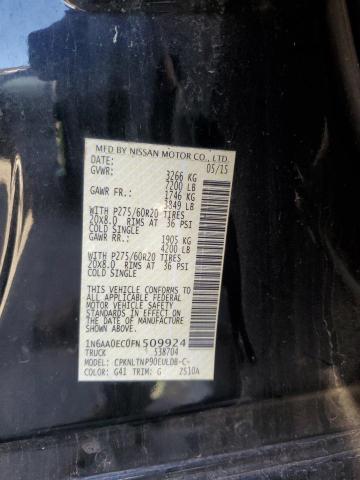 MFD BY NISSAN MOTOR CO., LTD.
DATE: 05/15
GVWR: 3266 KG
7200 LB
GAWR FR: 1746 KG
3849 LB
WITH P275/60R20 TIRES
20X8.0 RIMS AT 36 PSI
COLD SINGLE
GAWR RR: 1905 KG
4200 LB
WITH P275/60R20 TIRES
20X8.0 RIMS AT 36 PSI
COLD SINGLE
THIS VEHICLE CONFORMS TO ALL
APPLICABLE FEDERAL MOTOR
VEHICLE SAFETY STANDARDS IN
EFFECT ON THE DATE OF
MANUFACTURE SHOWN ABOVE.
1N6AA0EC0FN509924
TRUCK 538704
MODEL: CPKNLTNP90EULDB-C-
COLOR: G41 TRIM: G 2510A